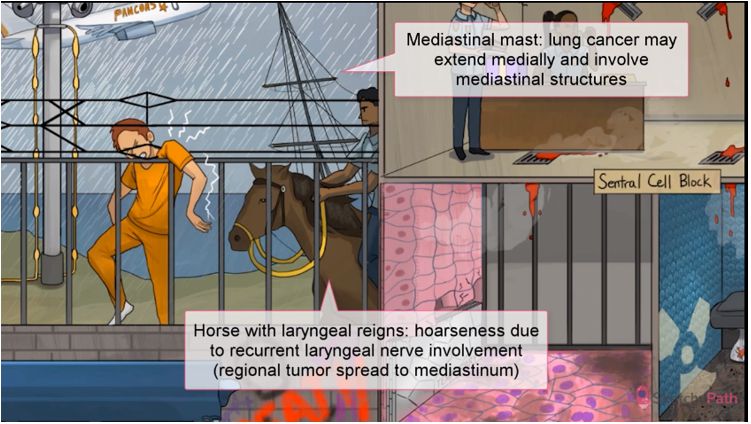 PANCOAS
Mediastinal mast: lung cancer may
extend medially and involve
mediastinal structures
Sentral Cell Block
Horse with laryngeal reigns: hoarseness due
to recurrent laryngeal nerve involvement
(regional tumor spread to mediastinum)
SketchyPath